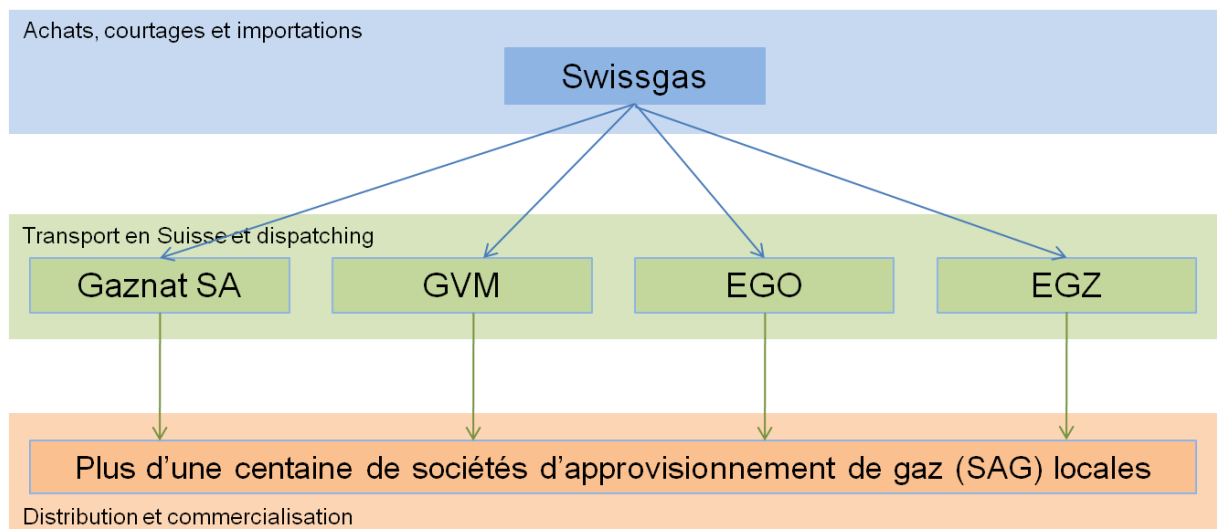 Achats, courtages et importations
Swissgas
Transport en Suisse et dispatching
Gaznat SA
GVM
EGO
EGZ
Plus d’une centaine de sociétés d’approvisionnement de gaz (SAG) locales
Distribution et commercialisation